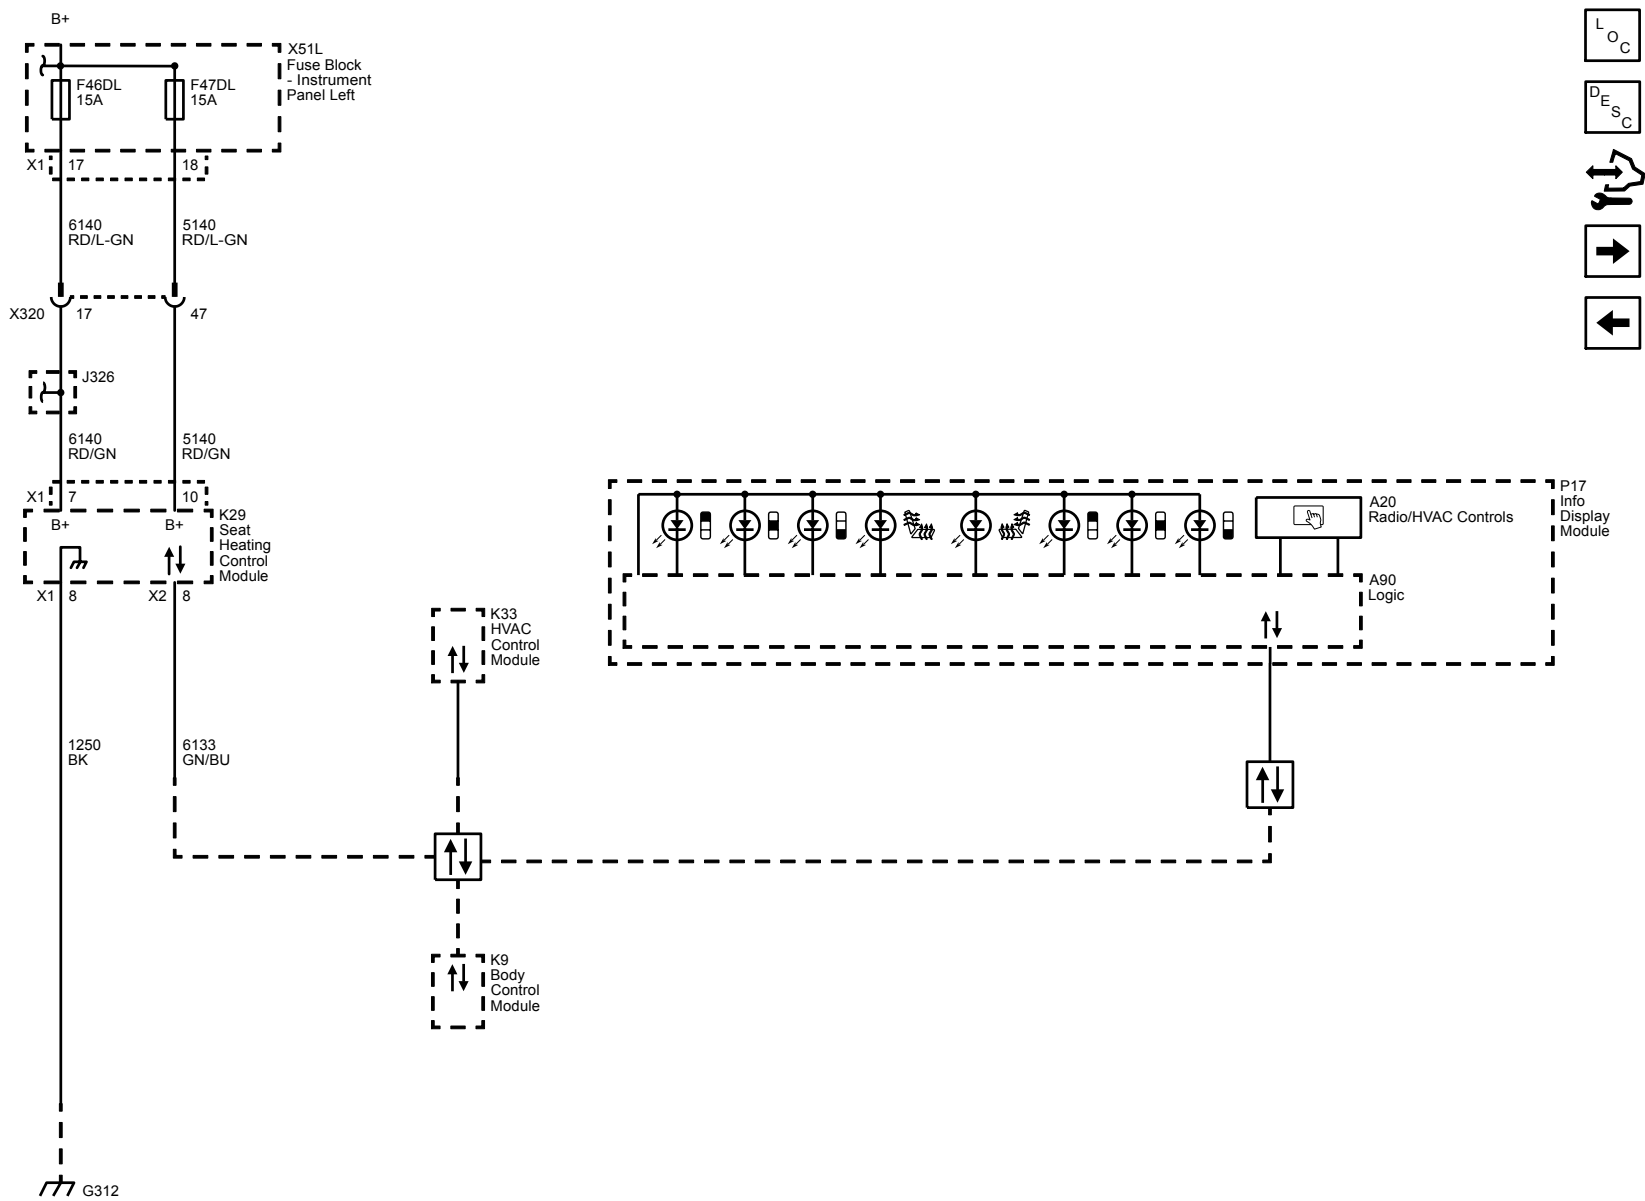 B+
X51L
Fuse Block
- Instrument
Panel Left
F46DL
15A
F47DL
15A
X1
17
18
6140
RD/L-GN
5140
RD/L-GN
X320
17
47
J326
6140
RD/GN
5140
RD/GN
X1
7
10
K29
Seat
Heating
Control
Module
B+
B+
X1
8
X2
8
1250
BK
6133
GN/BU
G312
K33
HVAC
Control
Module
K9
Body
Control
Module
P17
Info
Display
Module
A20
Radio/HVAC Controls
A90
Logic
LOC
DESC